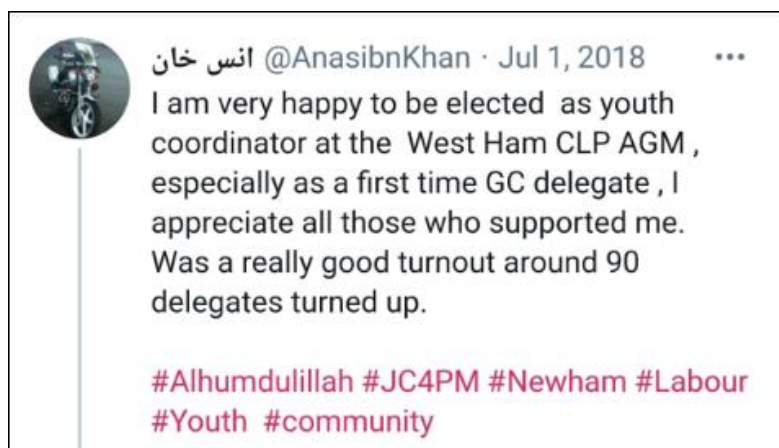 انس خان @AnasibnKhan · Jul 1, 2018 •••
I am very happy to be elected  as youth
coordinator at the  West Ham CLP AGM ,
especially as a first time GC delegate , I
appreciate all those who supported me.
Was a really good turnout around 90
delegates turned up.
#Alhumdulillah #JC4PM #Newham #Labour
#Youth  #community